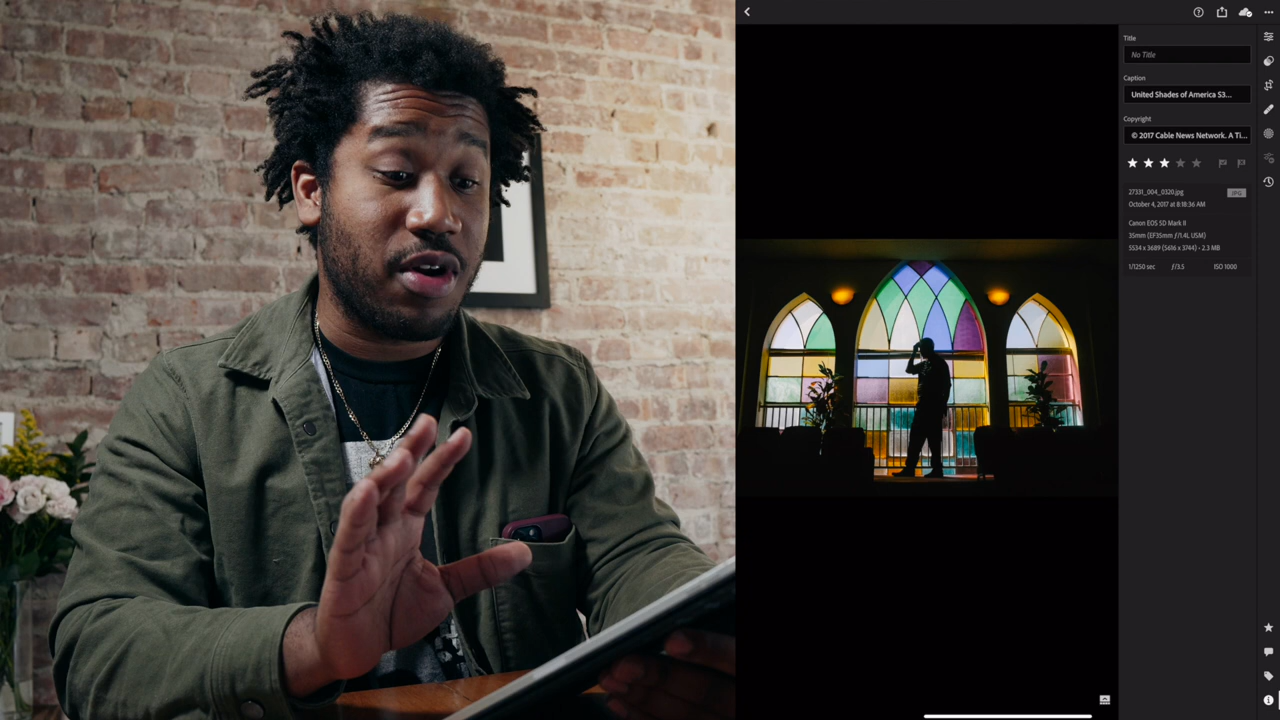 Title
No Title
Caption
United Shades of America S3...
Copyright
© 2017 Cable News Network. A Ti...
27331_004_0320.jpg
JPG
October 4, 2017 at 8:18:36 AM
Canon EOS 5D Mark II
35mm (EF35mm ƒ/1.4L USM)
5534 x 3689 (5616 x 3744) • 2.3 MB
1/1250 sec ƒ/3.5 ISO 1000